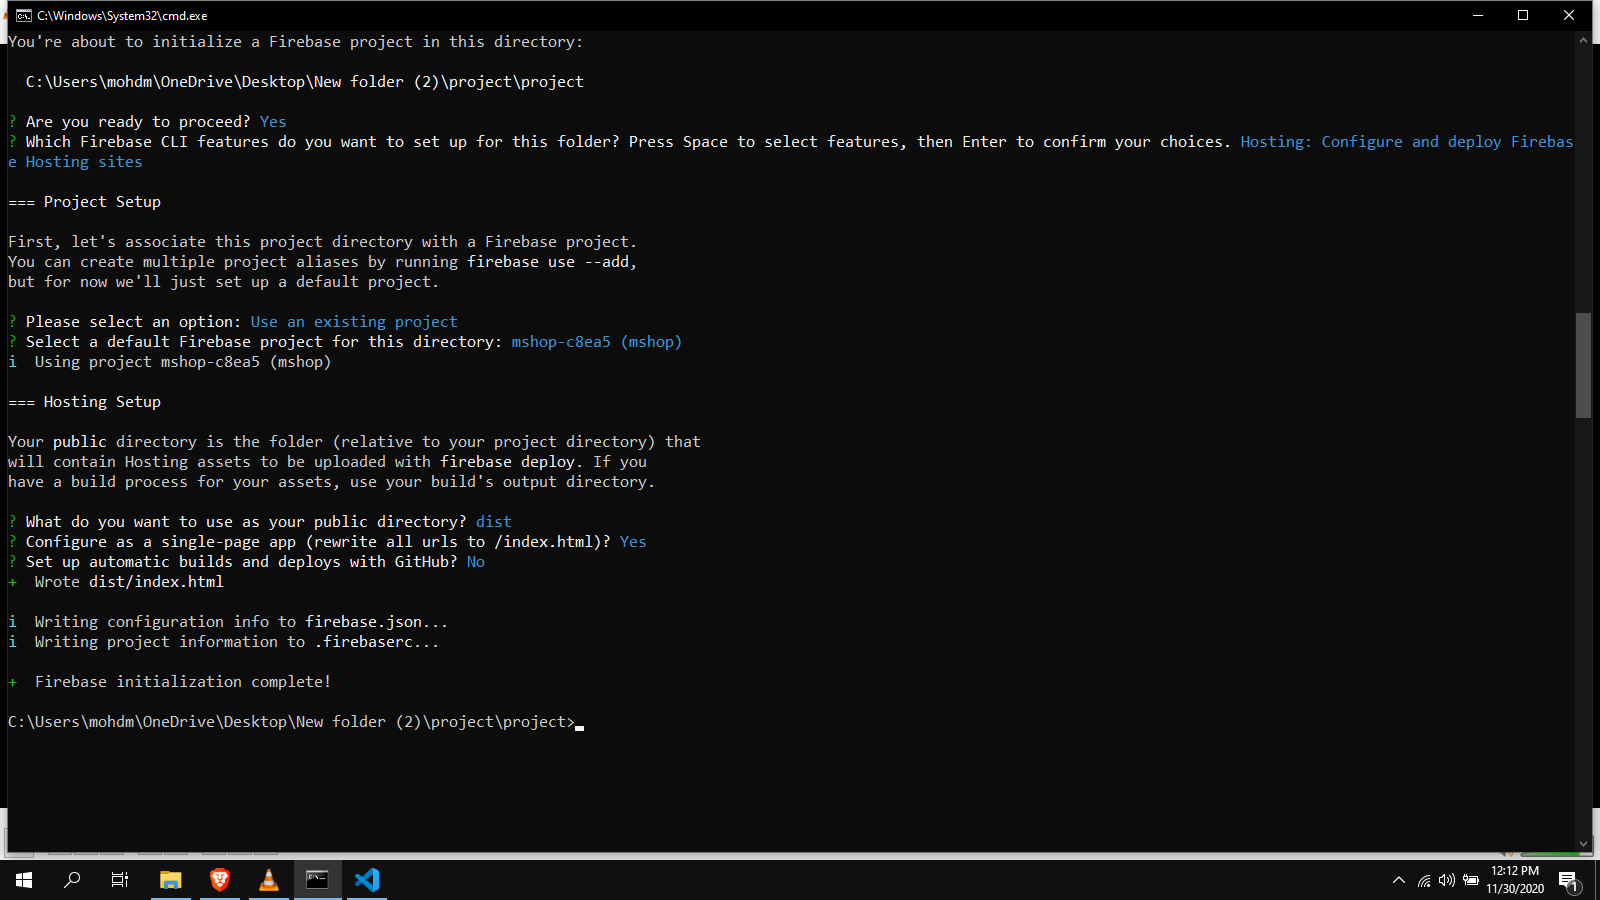 C:\Windows\System32\cmd.exe
You're about to initialize a Firebase project in this directory:
C:\Users\mohdm\OneDrive\Desktop\New folder (2)\project\project
? Are you ready to proceed? Yes
? Which Firebase CLI features do you want to set up for this folder? Press Space to select features, then Enter to confirm your choices. Hosting: Configure and deploy Firebas
e Hosting sites
=== Project Setup
First, let's associate this project directory with a Firebase project.
You can create multiple project aliases by running firebase use --add,
but for now we'll just set up a default project.
? Please select an option: Use an existing project
? Select a default Firebase project for this directory: mshop-c8ea5 (mshop)
i  Using project mshop-c8ea5 (mshop)
=== Hosting Setup
Your public directory is the folder (relative to your project directory) that
will contain Hosting assets to be uploaded with firebase deploy. If you
have a build process for your assets, use your build's output directory.
? What do you want to use as your public directory? dist
? Configure as a single-page app (rewrite all urls to /index.html)? Yes
? Set up automatic builds and deploys with GitHub? No
+  Wrote dist/index.html
i  Writing configuration info to firebase.json...
i  Writing project information to .firebaserc...
+  Firebase initialization complete!
C:\Users\mohdm\OneDrive\Desktop\New folder (2)\project\project>
12:12 PM
11/30/2020
1